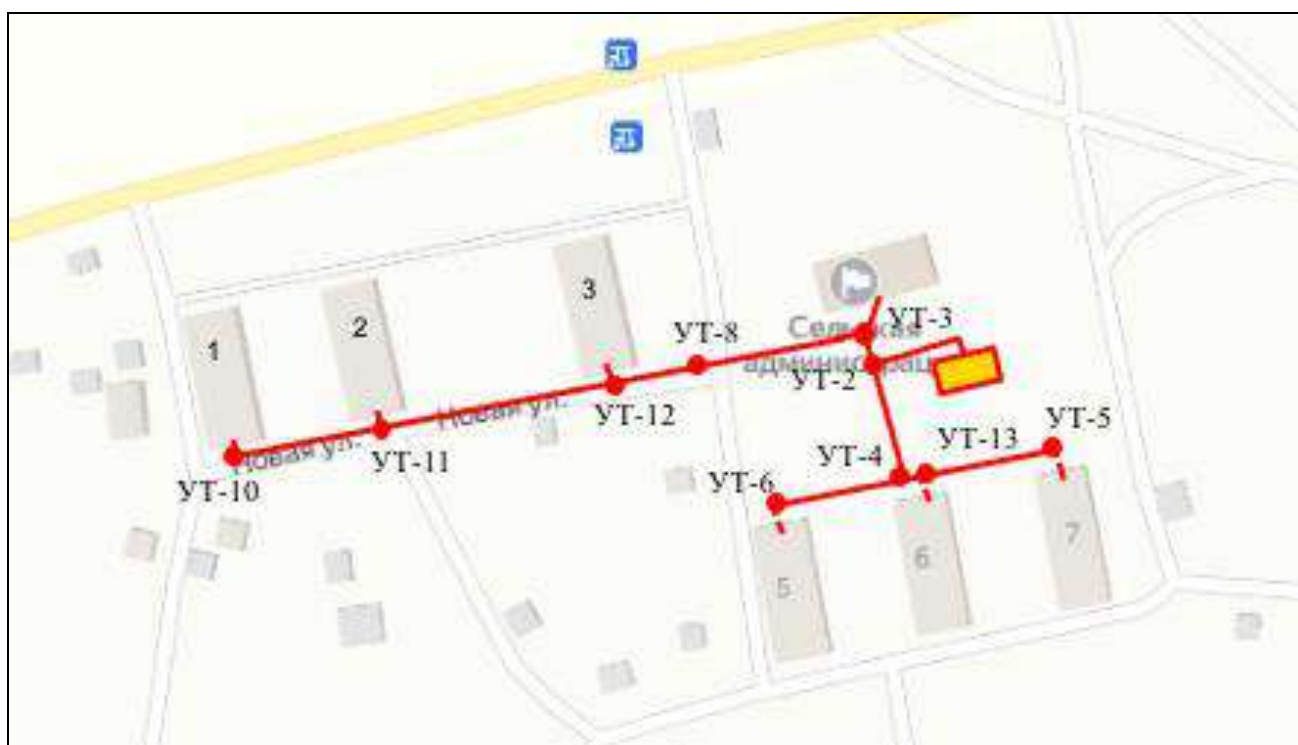 3
2
1
УТ-8
УТ-3
Сельская
администрац
УТ-2
УТ-12
Новая ул.
УТ-11
Новая ул.
УТ-10
УТ-5
УТ-13
УТ-4
УТ-6
7
6
5